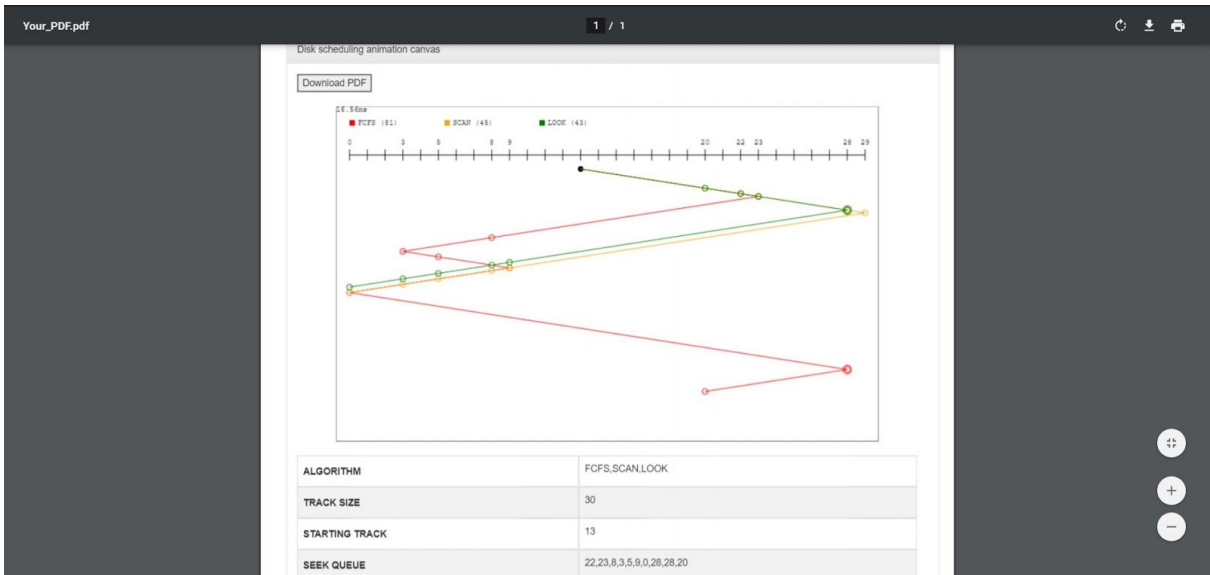 Your_PDF.pdf
1 / 1
Disk scheduling animation canvas
Download PDF
16.56ms
FCFS (81) SCAN (45) LOOK (43)
0 3 5 8 9 20 22 23 28 29
ALGORITHM FCFS,SCAN,LOOK
TRACK SIZE 30
STARTING TRACK 13
SEEK QUEUE 22,23,8,3,5,9,0,28,28,20